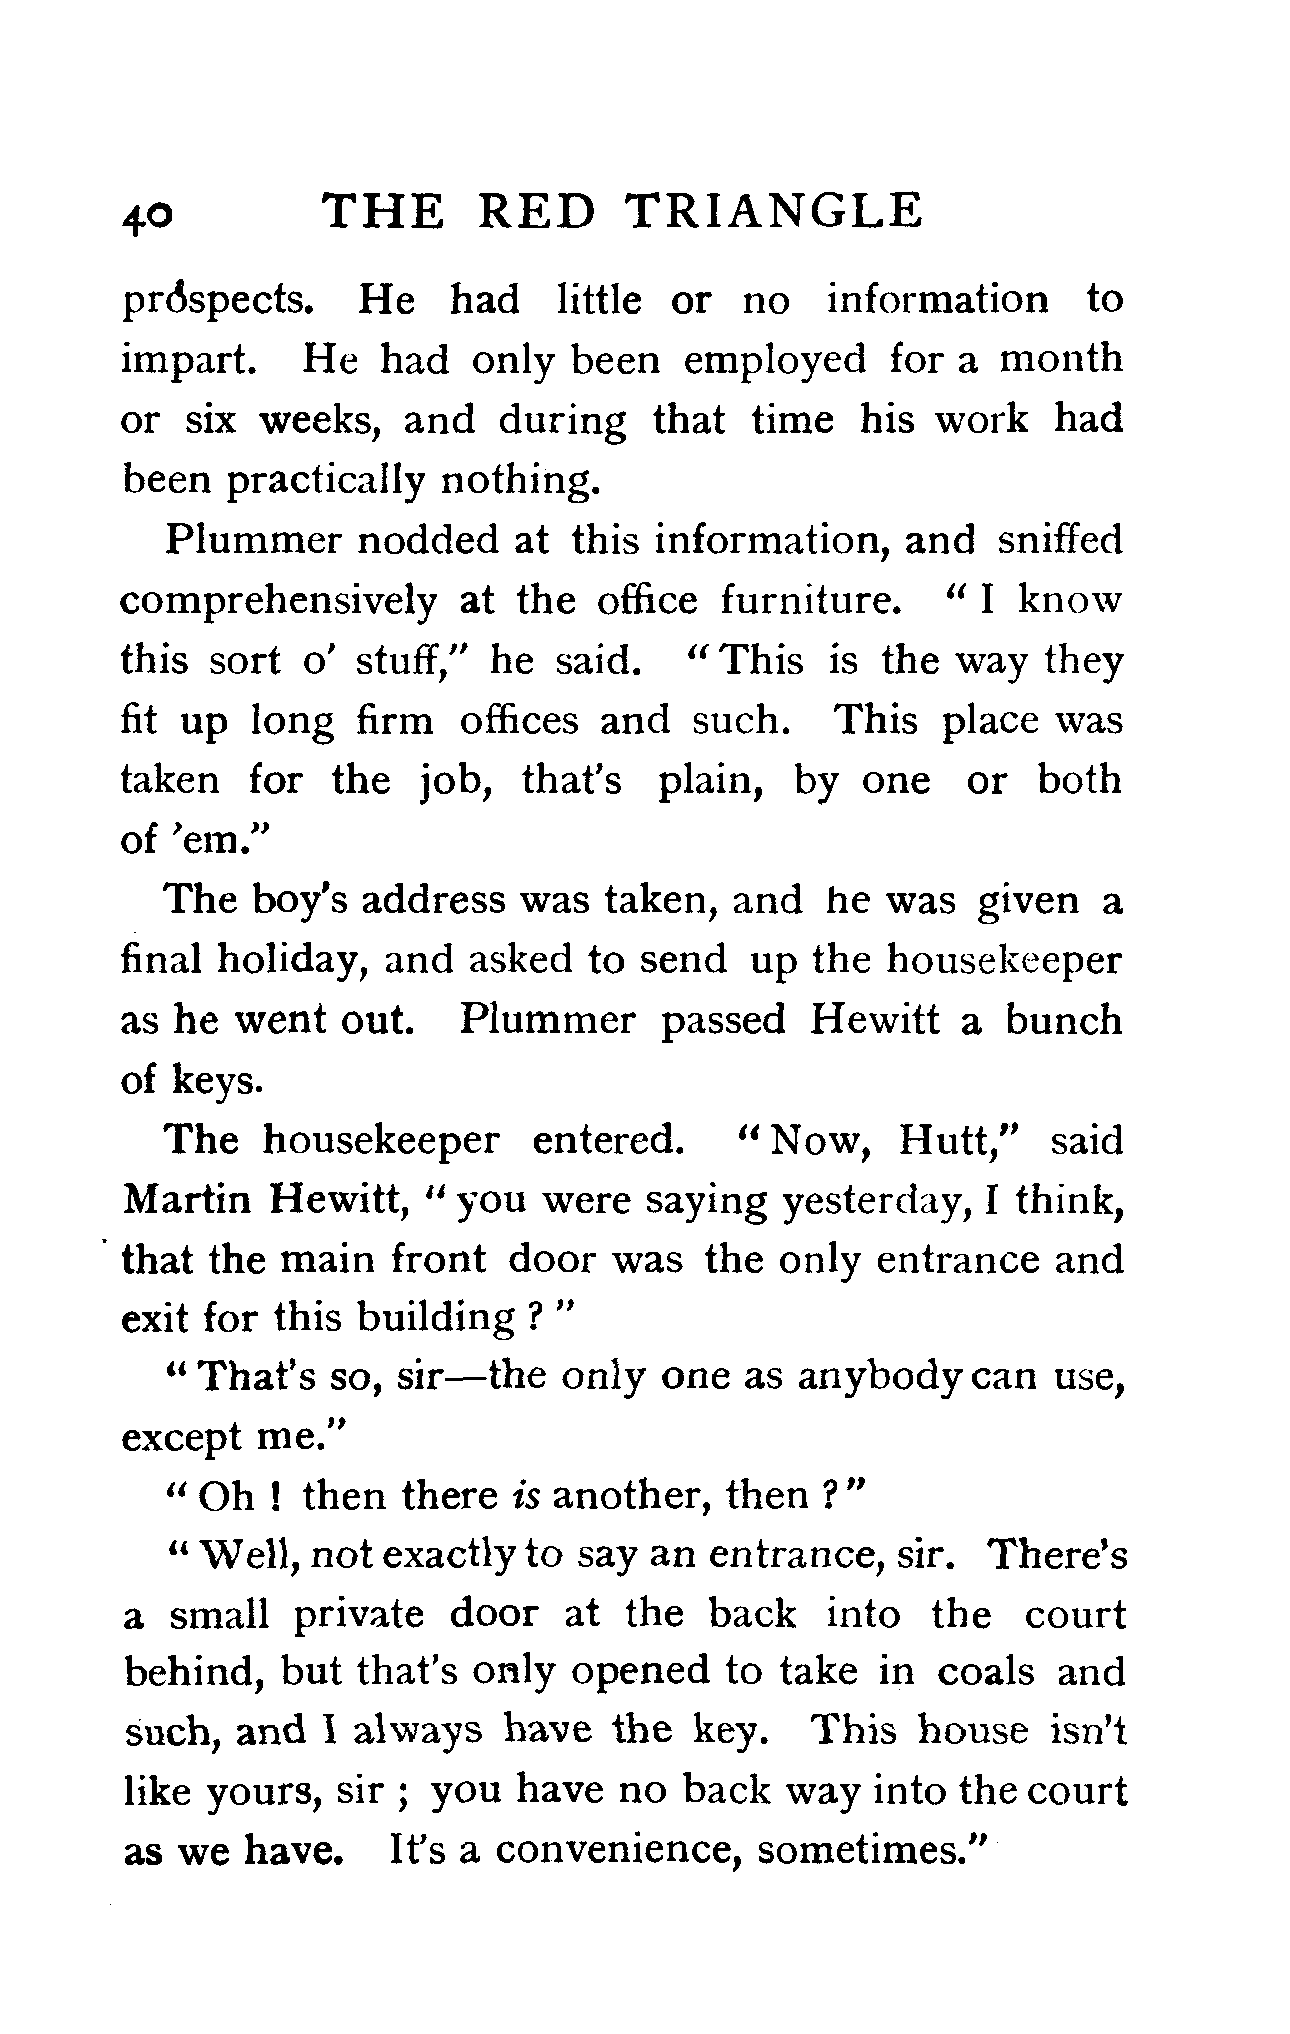 40 THE RED TRIANGLE
prospects. He had little or no information to
impart. He had only been employed for a month
or six weeks, and during that time his work had
been practically nothing.
Plummer nodded at this information, and sniffed
comprehensively at the office furniture. “ I know
this sort o’ stuff,” he said. “ This is the way they
fit up long firm offices and such. This place was
taken for the job, that’s plain, by one or both
of ’em.”
The boy’s address was taken, and he was given a
final holiday, and asked to send up the housekeeper
as he went out. Plummer passed Hewitt a bunch
of keys.
The housekeeper entered. “ Now, Hutt,” said
Martin Hewitt, “ you were saying yesterday, I think,
that the main front door was the only entrance and
exit for this building ? ”
“ That’s so, sir—the only one as anybody can use,
except me.”
“ Oh ! then there is another, then ? ”
“ Well, not exactly to say an entrance, sir. There’s
a small private door at the back into the court
behind, but that’s only opened to take in coals and
such, and I always have the key. This house isn’t
like yours, sir ; you have no back way into the court
as we have. It’s a convenience, sometimes.”